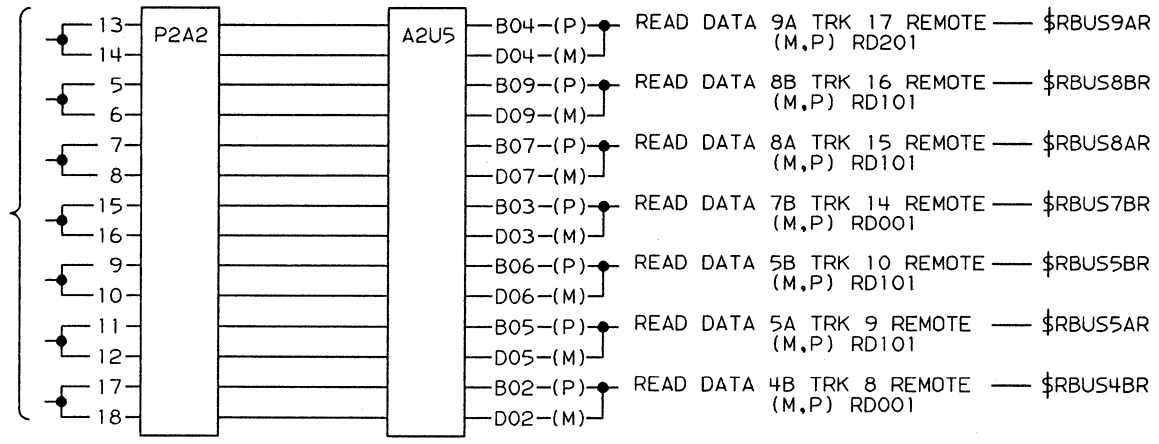 13 P2A2 A2U5 B04-(P) READ DATA 9A TRK 17 REMOTE — $RBUS9AR
14 D04-(M) (M,P) RD201
5 B09-(P) READ DATA 8B TRK 16 REMOTE — $RBUS8BR
6 D09-(M) (M,P) RD101
7 B07-(P) READ DATA 8A TRK 15 REMOTE — $RBUS8AR
8 D07-(M) (M,P) RD101
15 B03-(P) READ DATA 7B TRK 14 REMOTE — $RBUS7BR
16 D03-(M) (M,P) RD001
9 B06-(P) READ DATA 5B TRK 10 REMOTE — $RBUS5BR
10 D06-(M) (M,P) RD101
11 B05-(P) READ DATA 5A TRK 9 REMOTE — $RBUS5AR
12 D05-(M) (M,P) RD101
17 B02-(P) READ DATA 4B TRK 8 REMOTE — $RBUS4BR
18 D02-(M) (M,P) RD001